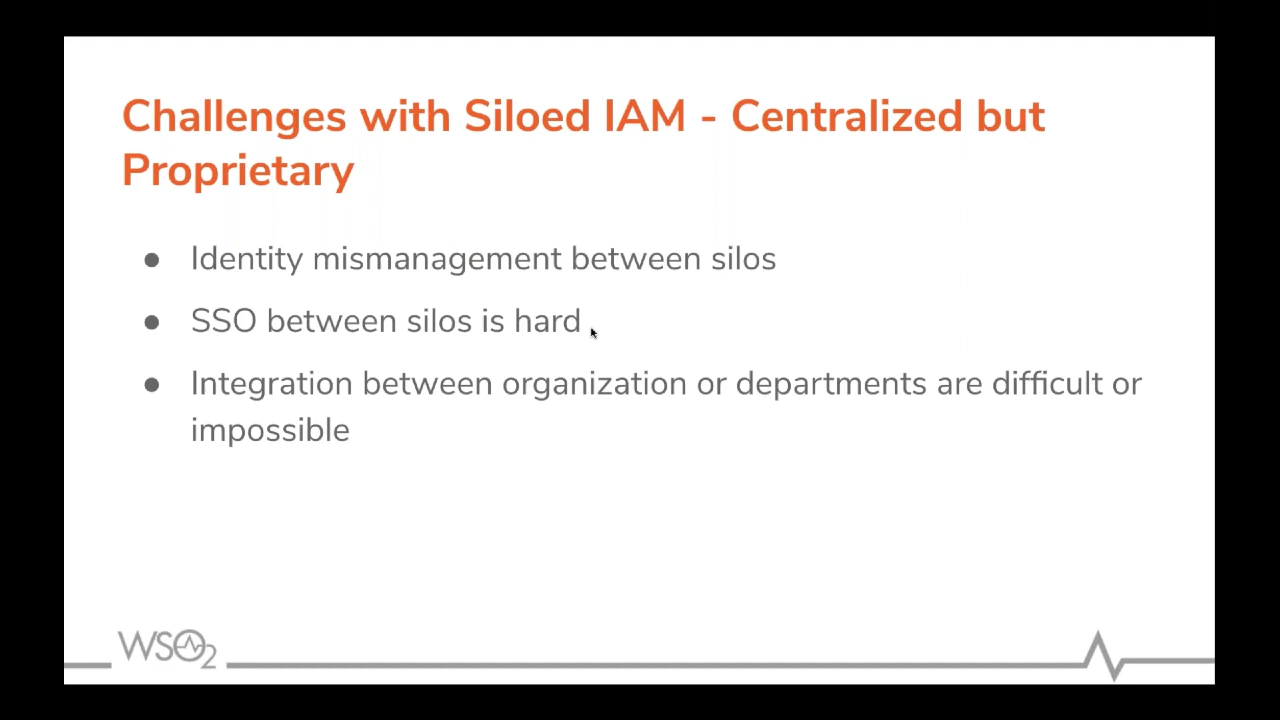 Challenges with Siloed IAM - Centralized but
Proprietary
● Identity mismanagement between silos
● SSO between silos is hard
● Integration between organization or departments are difficult or
impossible
WSO2